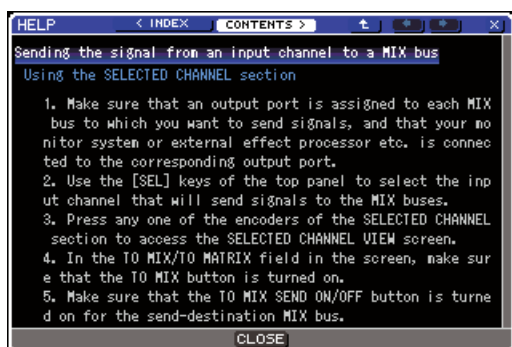 HELP < INDEX CONTENTS > X
Sending the signal from an input channel to a MIX bus
Using the SELECTED CHANNEL section
1. Make sure that an output port is assigned to each MIX
bus to which you want to send signals, and that your mo
nitor system or external effect processor etc. is connec
ted to the corresponding output port.
2. Use the [SEL] keys of the top panel to select the inp
ut channel that will send signals to the MIX buses.
3. Press any one of the encoders of the SELECTED CHANNEL
section to access the SELECTED CHANNEL VIEW screen.
4. In the TO MIX/TO MATRIX field in the screen, make sur
e that the TO MIX button is turned on.
5. Make sure that the TO MIX SEND ON/OFF button is turne
d on for the send-destination MIX bus.
CLOSE